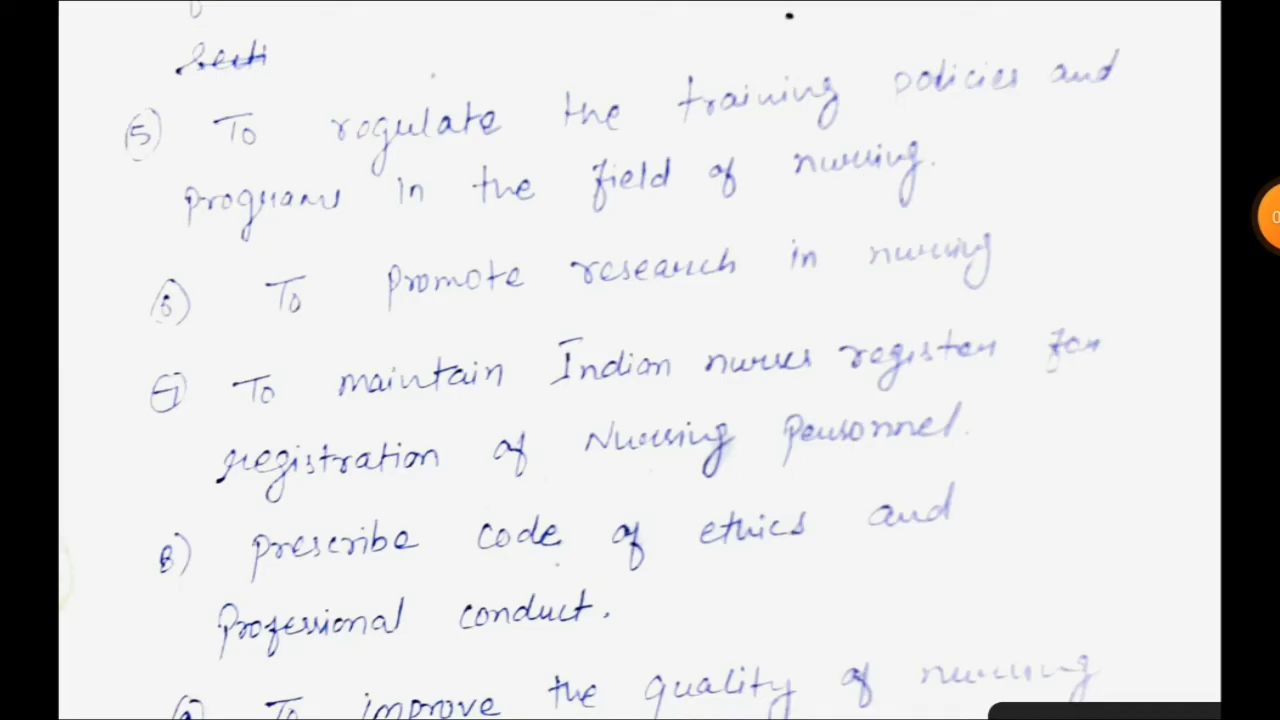 ⑤ To rogulate the training policies and
programs in the field of nursing.
⑥ To promote research in nursing
⑦ To maintain Indian nurses register for
registration of Nursing Personnel.
8) prescribe code of ethics and
Professional conduct.
9) To improve the quality of nursing